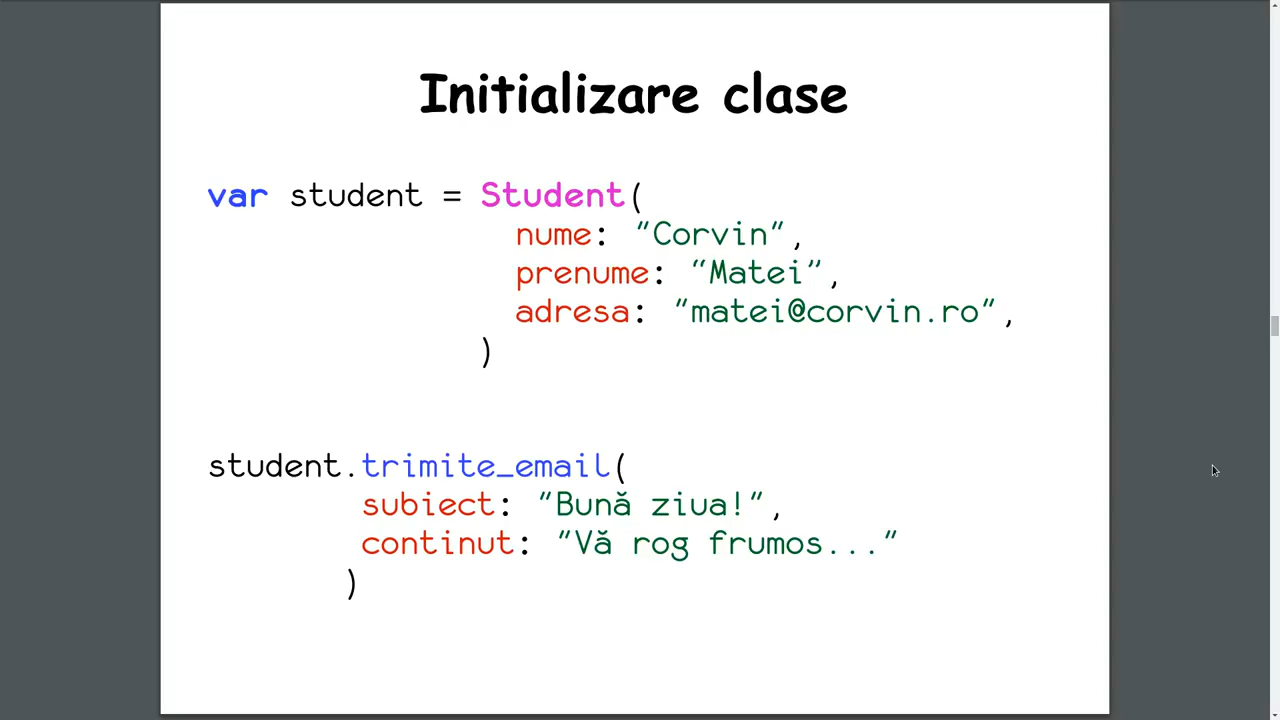 Initializare clase
var student = Student(
nume: "Corvin",
prenume: "Matei",
adresa: "matei@corvin.ro",
)
student.trimite_email(
subiect: "Bună ziua!",
continut: "Vă rog frumos..."
)